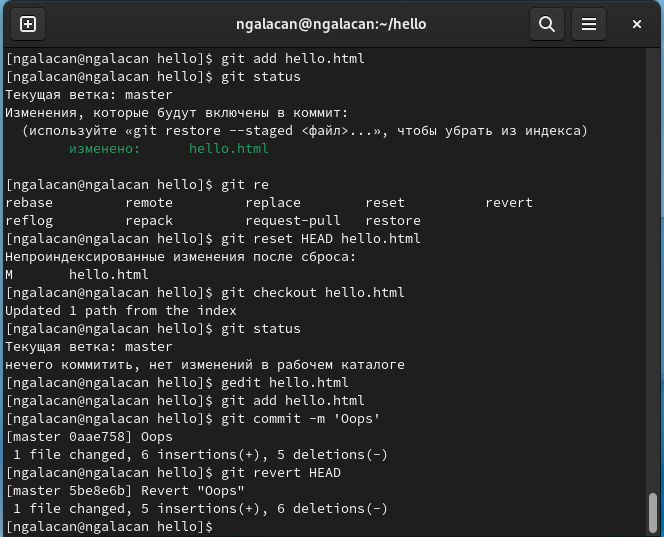 ngalacan@ngalacan:~/hello
[ngalacan@ngalacan hello]$ git add hello.html
[ngalacan@ngalacan hello]$ git status
Текущая ветка: master
Изменения, которые будут включены в коммит:
  (используйте «git restore --staged <файл>...», чтобы убрать из индекса)
        изменено:      hello.html

[ngalacan@ngalacan hello]$ git re
rebase         remote         replace        reset          revert
reflog         repack         request-pull   restore
[ngalacan@ngalacan hello]$ git reset HEAD hello.html
Непроиндексированные изменения после сброса:
M       hello.html
[ngalacan@ngalacan hello]$ git checkout hello.html
Updated 1 path from the index
[ngalacan@ngalacan hello]$ git status
Текущая ветка: master
нечего коммитить, нет изменений в рабочем каталоге
[ngalacan@ngalacan hello]$ gedit hello.html
[ngalacan@ngalacan hello]$ git add hello.html
[ngalacan@ngalacan hello]$ git commit -m 'Oops'
[master 0aae758] Oops
 1 file changed, 6 insertions(+), 5 deletions(-)
[ngalacan@ngalacan hello]$ git revert HEAD
[master 5be8e6b] Revert "Oops"
 1 file changed, 5 insertions(+), 6 deletions(-)
[ngalacan@ngalacan hello]$